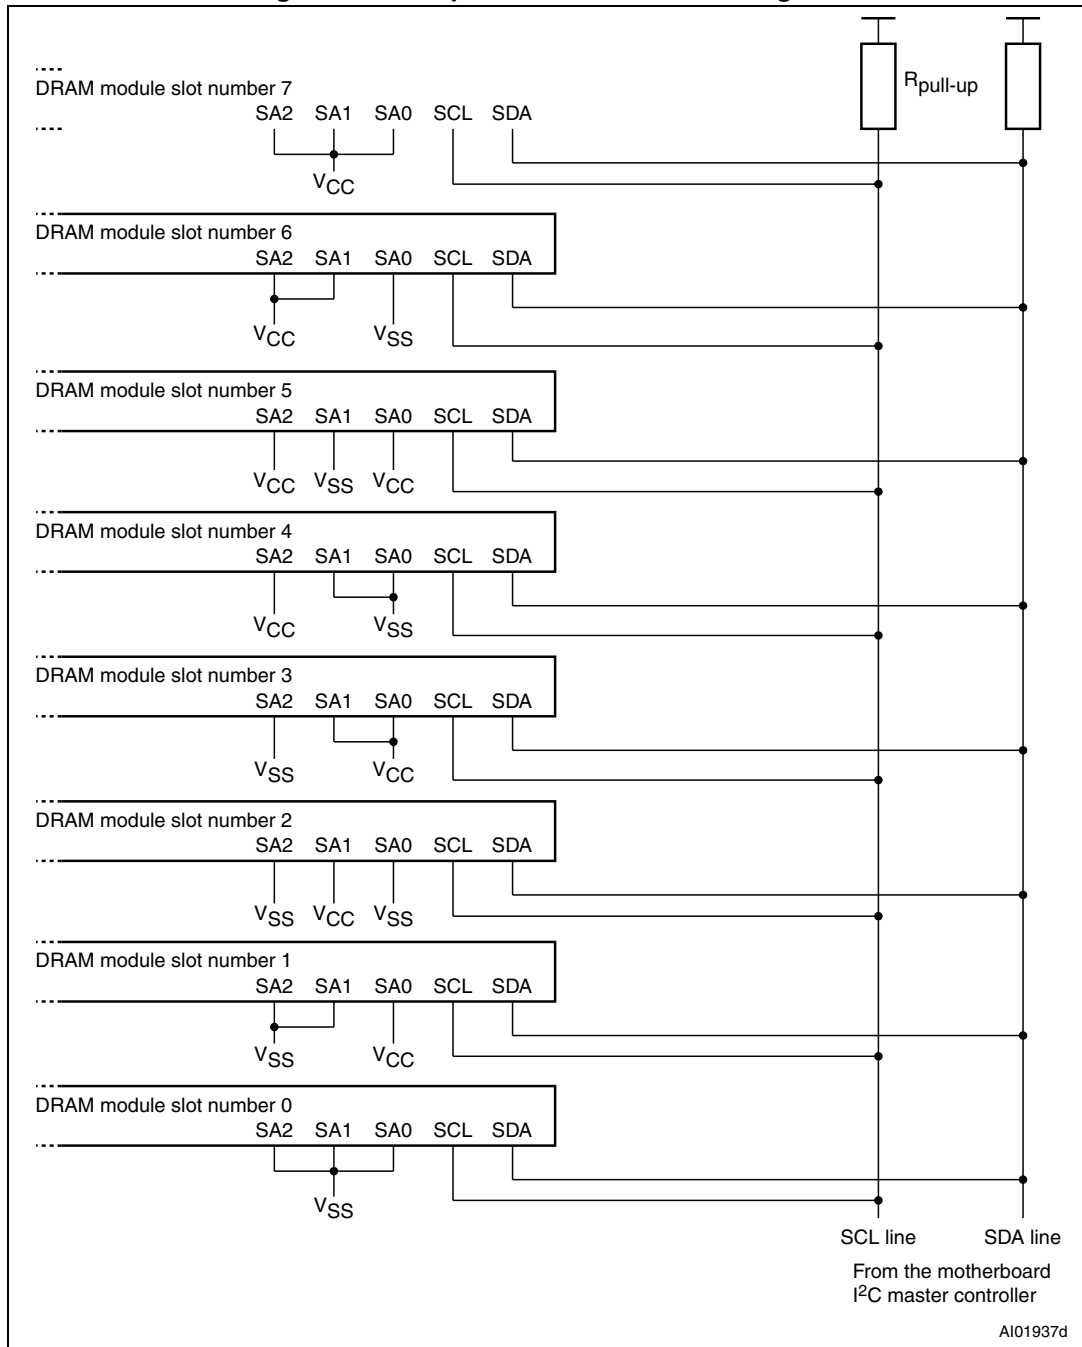 DRAM module slot number 7
SA2 SA1 SA0 SCL SDA
VCC
Rpull-up
DRAM module slot number 6
SA2 SA1 SA0 SCL SDA
VCC VSS
DRAM module slot number 5
SA2 SA1 SA0 SCL SDA
VCC VSS VCC
DRAM module slot number 4
SA2 SA1 SA0 SCL SDA
VCC VSS
DRAM module slot number 3
SA2 SA1 SA0 SCL SDA
VSS VCC
DRAM module slot number 2
SA2 SA1 SA0 SCL SDA
VSS VCC VSS
DRAM module slot number 1
SA2 SA1 SA0 SCL SDA
VSS VCC
DRAM module slot number 0
SA2 SA1 SA0 SCL SDA
VSS
SCL line SDA line
From the motherboard
I2C master controller
AI01937d